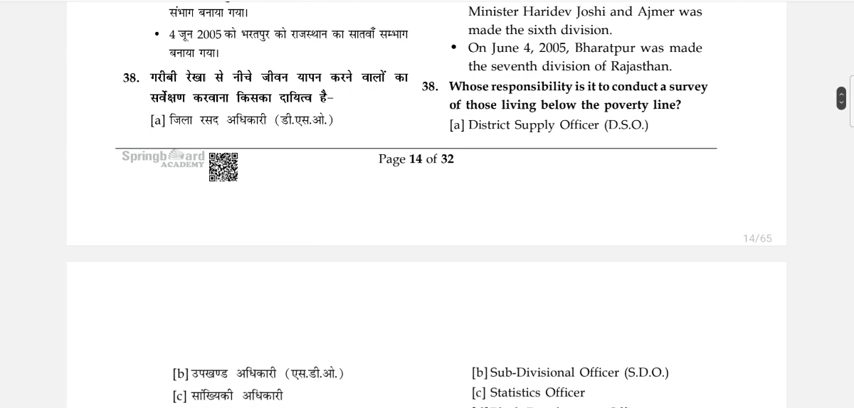 संभाग बनाया गया।
• 4 जून 2005 को भरतपुर को राजस्थान का सातवाँ सम्भाग
बनाया गया।
38. गरीबी रेखा से नीचे जीवन यापन करने वालों का
सर्वेक्षण करवाना किसका दायित्व है–
[a] जिला रसद अधिकारी (डी.एस.ओ.)
Minister Haridev Joshi and Ajmer was
made the sixth division.
• On June 4, 2005, Bharatpur was made
the seventh division of Rajasthan.
38. Whose responsibility is it to conduct a survey
of those living below the poverty line?
[a] District Supply Officer (D.S.O.)
Springboard
ACADEMY
Page 14 of 32
14/65
[b] उपखण्ड अधिकारी (एस.डी.ओ.)
[c] सांख्यिकी अधिकारी
[b] Sub-Divisional Officer (S.D.O.)
[c] Statistics Officer